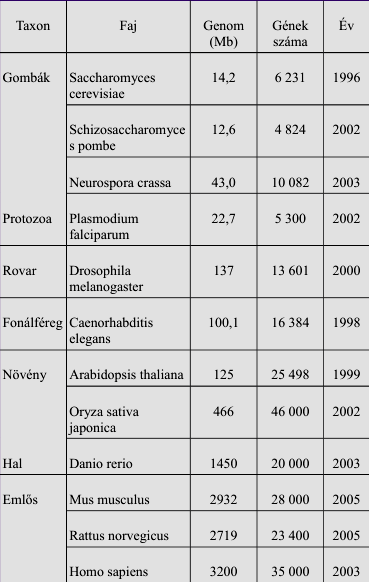 Taxon Faj Genom Gének Év
(Mb) száma
Gombák Saccharomyces 14,2 6 231 1996
cerevisiae
Schizosaccharomyce 12,6 4 824 2002
s pombe
Neurospora crassa 43,0 10 082 2003
Protozoa Plasmodium 22,7 5 300 2002
falciparum
Rovar Drosophila 137 13 601 2000
melanogaster
Fonálféreg Caenorhabditis 100,1 16 384 1998
elegans
Növény Arabidopsis thaliana 125 25 498 1999
Oryza sativa 466 46 000 2002
japonica
Hal Danio rerio 1450 20 000 2003
Emlős Mus musculus 2932 28 000 2005
Rattus norvegicus 2719 23 400 2005
Homo sapiens 3200 35 000 2003